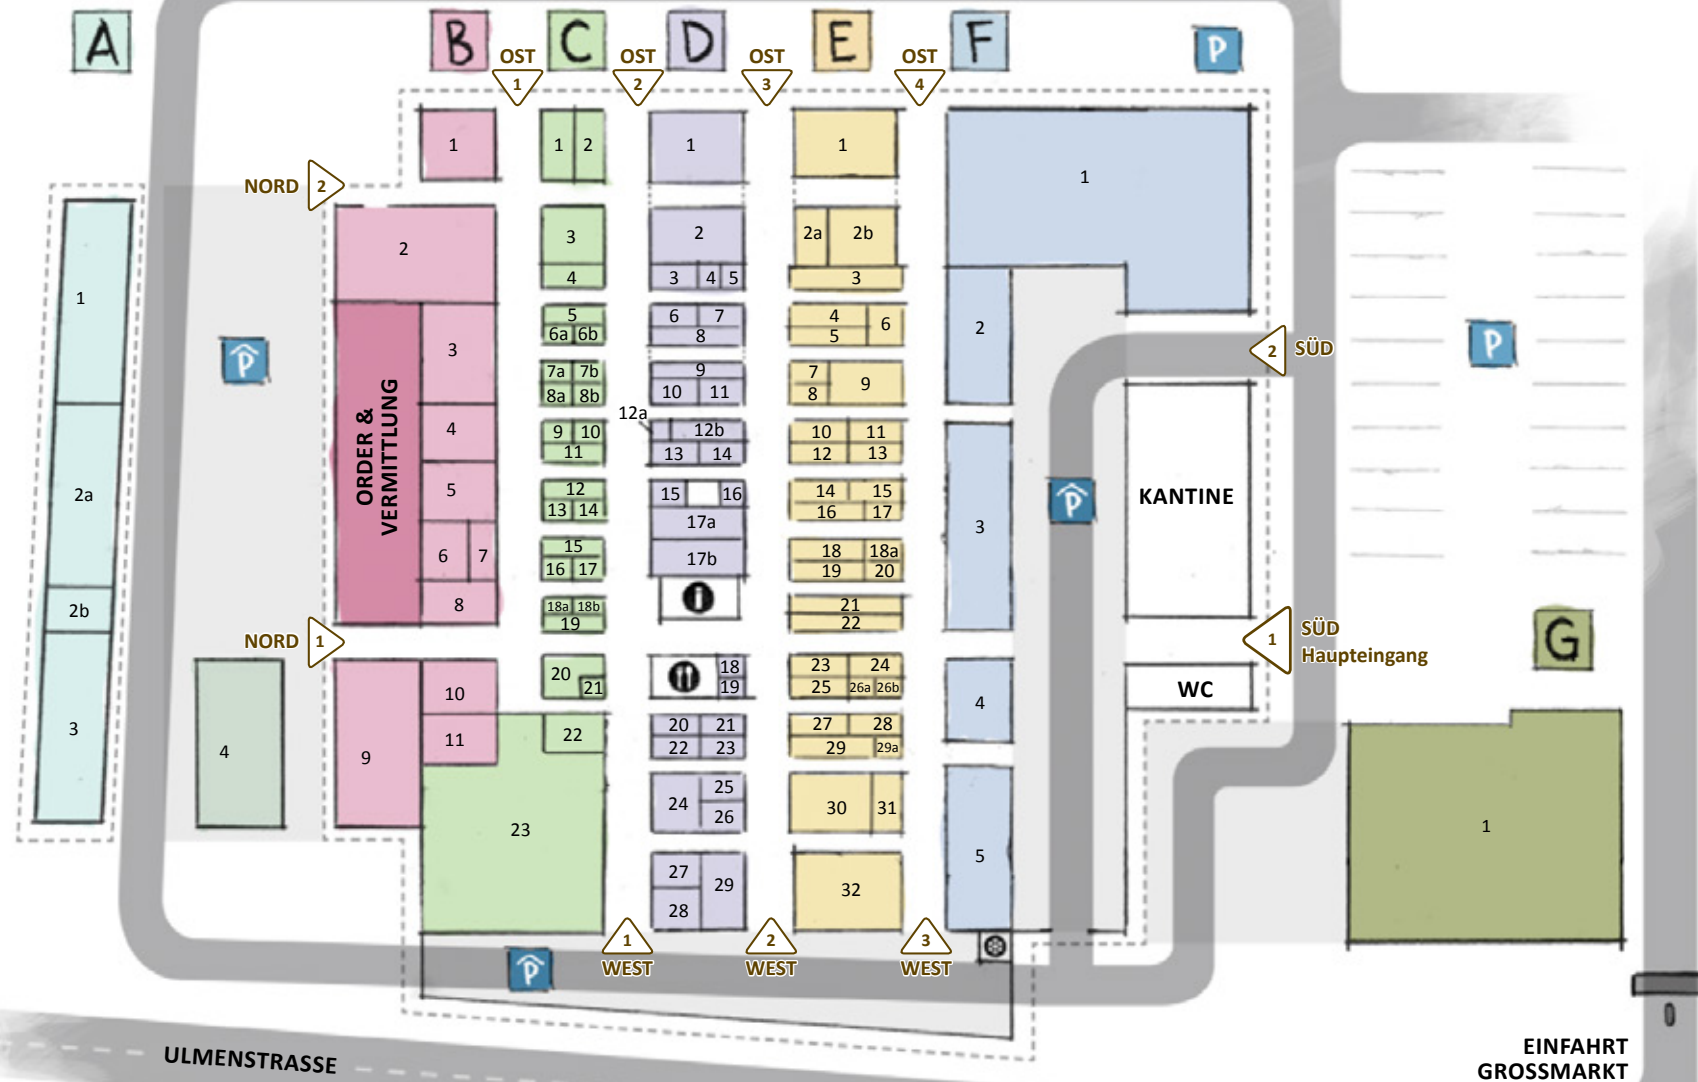 A
B
C
D
E
F
P
OST
1
OST
2
OST
3
OST
4
NORD
2
NORD
1
SÜD
2
SÜD
Haupteingang
1
1
WEST
2
WEST
3
WEST
1
2a
2b
3
4
1
2
ORDER &
VERMITTLUNG
3
4
5
6 7
8
9
10
11
1 2
3
4
5
6a 6b
7a 7b
8a 8b
9 10
11
12
13 14
15
16 17
18a 18b
19
20
21
22
23
1
2
3 4 5
6 7
8
9
10 11
12a
12b
13 14
15 16
17a
17b
i
18
19
20 21
22 23
24
25
26
27
28
29
1
2a 2b
3
4
5
6
7
8
9
10 11
12 13
14 15
16 17
18 18a
19 20
21
22
23 24
25 26a 26b
27 28
29 29a
30 31
32
1
2
3
4
5
P
P
P
P
KANTINE
WC
G
1
ULMENSTRASSE
EINFAHRT
GROSSMARKT